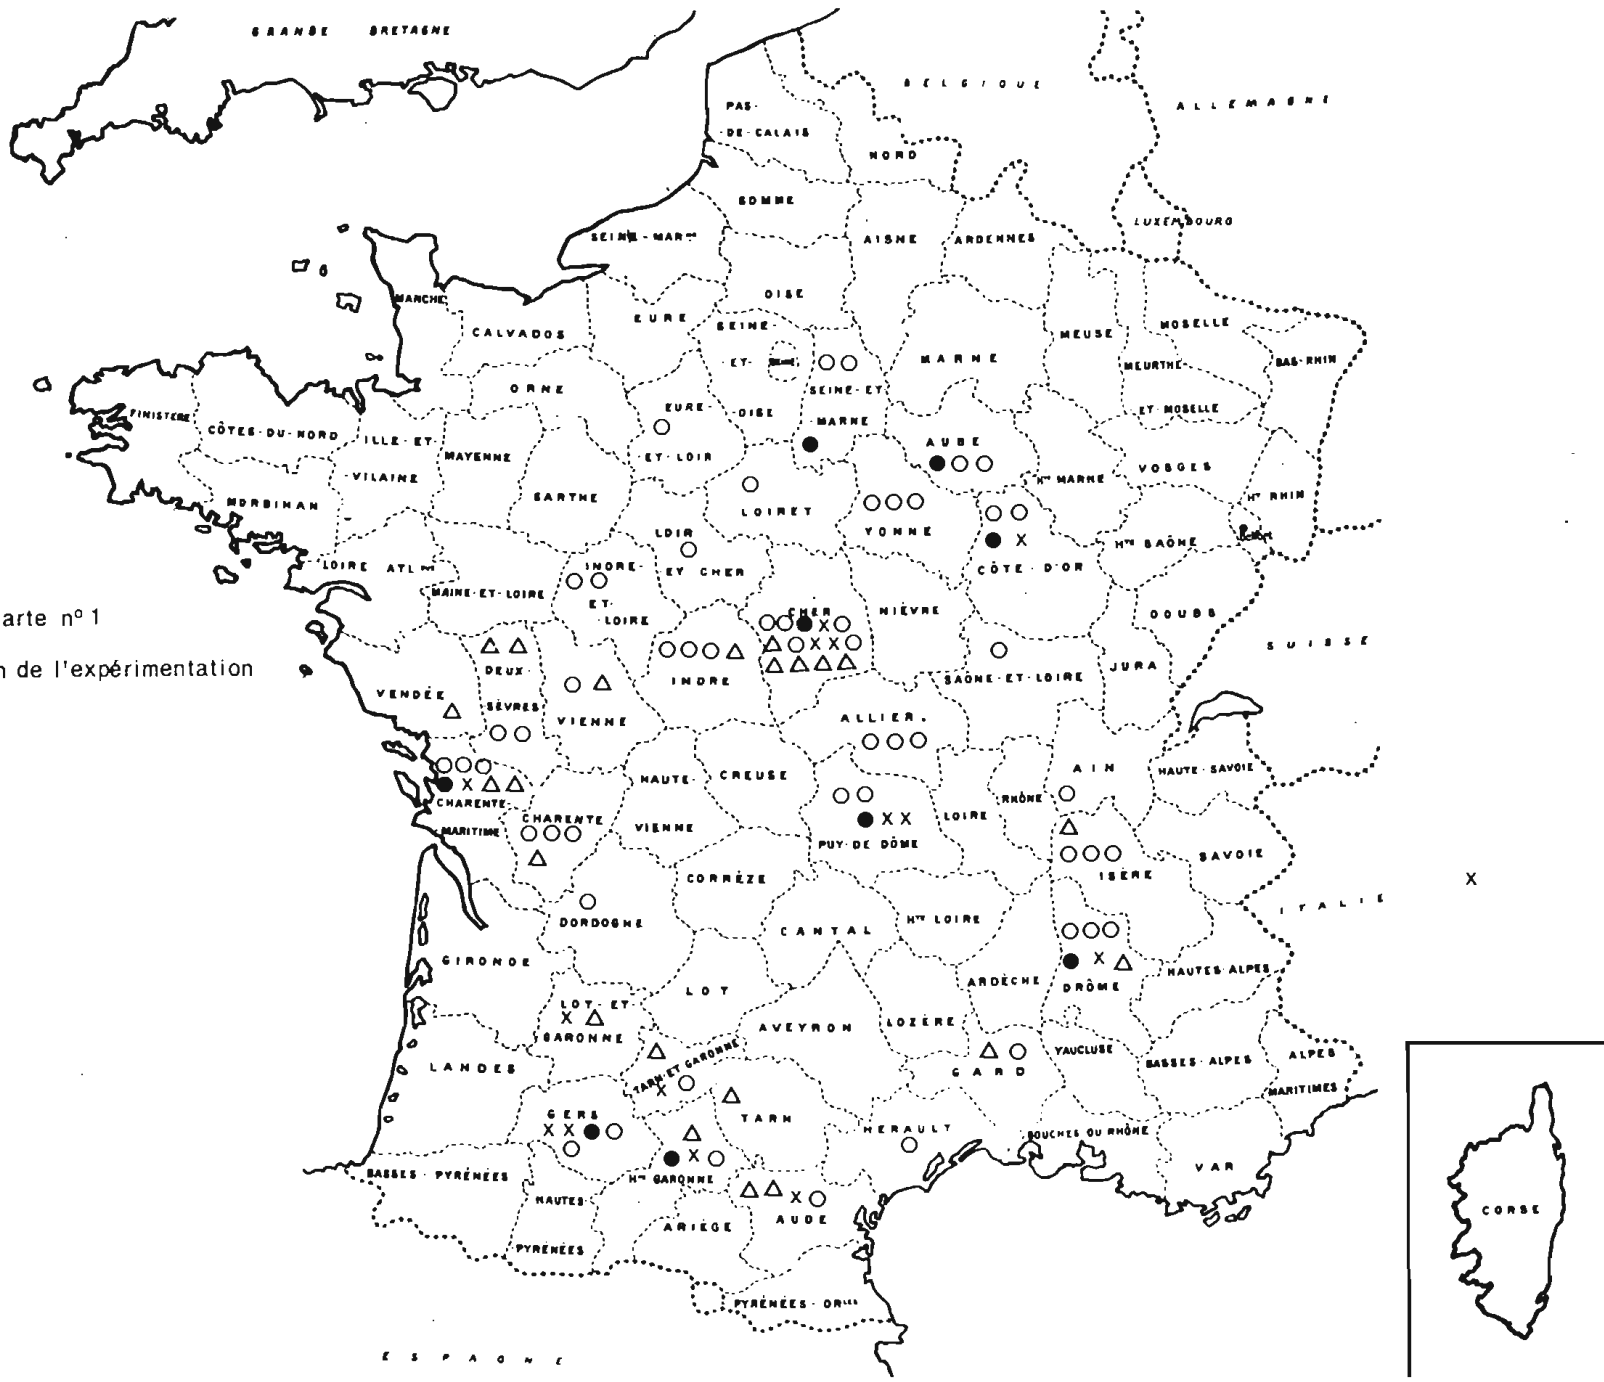 GRANDE BRETAGNE
BELGIQUE
ALLEMAGNE
PAS-
-DE-CALAIS
NORD
SOMME
LUXEMBOURG
SEINE-MARme
AISNE
ARDENNES
OISE
MANCHE
EURE
SEINE-
CALVADOS
MEUSE
MOSELLE
-ET-
MARNE
MEURTHE-
BAS-RHIN
ORNE
SEINE-ET-
EURE-
-OISE
-MARNE
ET-MOSELLE
FINISTERE
CÔTES-DU-NORD
ILLE-ET-
AUBE
MAYENNE
-ET-LOIR
VOSGES
-VILAINE
Hte MARNE
MORBIHAN
SARTHE
Ht RHIN
LOIRET
YONNE
X
LOIR
Hte SAÔNE
Belfort
LOIRE ATLque
INDRE-
ET CHER
CÔTE-D'OR
MAINE-ET-LOIRE
ET-
CHER
NIÈVRE
DOUBS
arte nº 1
-LOIRE
X
SUISSE
X X
n de l'expérimentation
DEUX-
INDRE
SAÔNE-ET-LOIRE
JURA
VENDÉE
SÈVRES
VIENNE
ALLIER
HAUTE-
CREUSE
AIN
HAUTE-SAVOIE
X
CHARENTE-
RHÔNE
MARITIME
CHARENTE
VIENNE
X X
LOIRE
PUY-DE DÔME
SAVOIE
CORRÈZE
ISÈRE
X
ITALIE
DORDOGNE
CANTAL
Hte LOIRE
GIRONDE
X
HAUTES-ALPES
LOT
ARDÈCHE
DRÔME
LOT-ET-
X
GARONNE
AVEYRON
LOZÈRE
VAUCLUSE
BASSES-ALPES
ALPES
LANDES
TARN-ET GARONNE
GARD
MARITIMES
X
GERS
TARN
X X
HERAULT
BOUCHES DU RHÔNE
X
VAR
BASSES-PYRÉNÉES
Hte GARONNE
HAUTES-
X
AUDE
CORSE
ARIÈGE
PYRÉNÉES
PYRÉNÉES-ORles
ESPAGNE